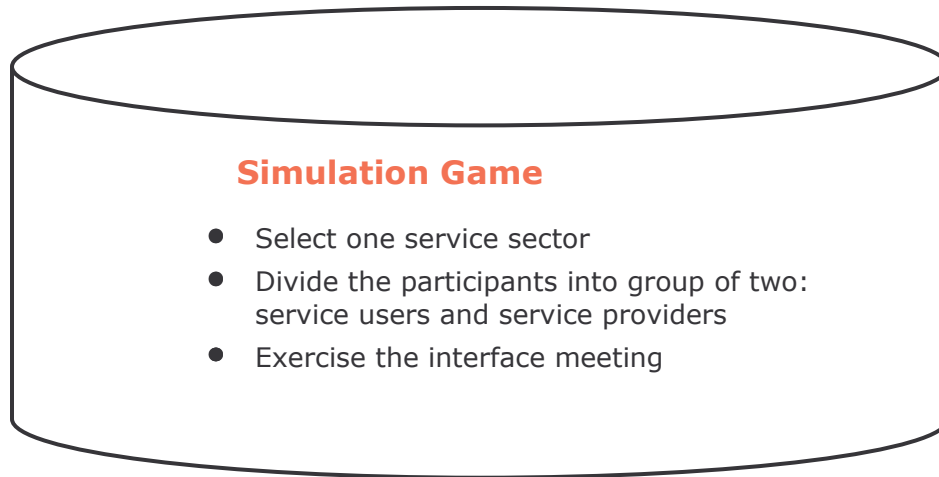 Simulation Game
● Select one service sector
● Divide the participants into group of two:
service users and service providers
● Exercise the interface meeting